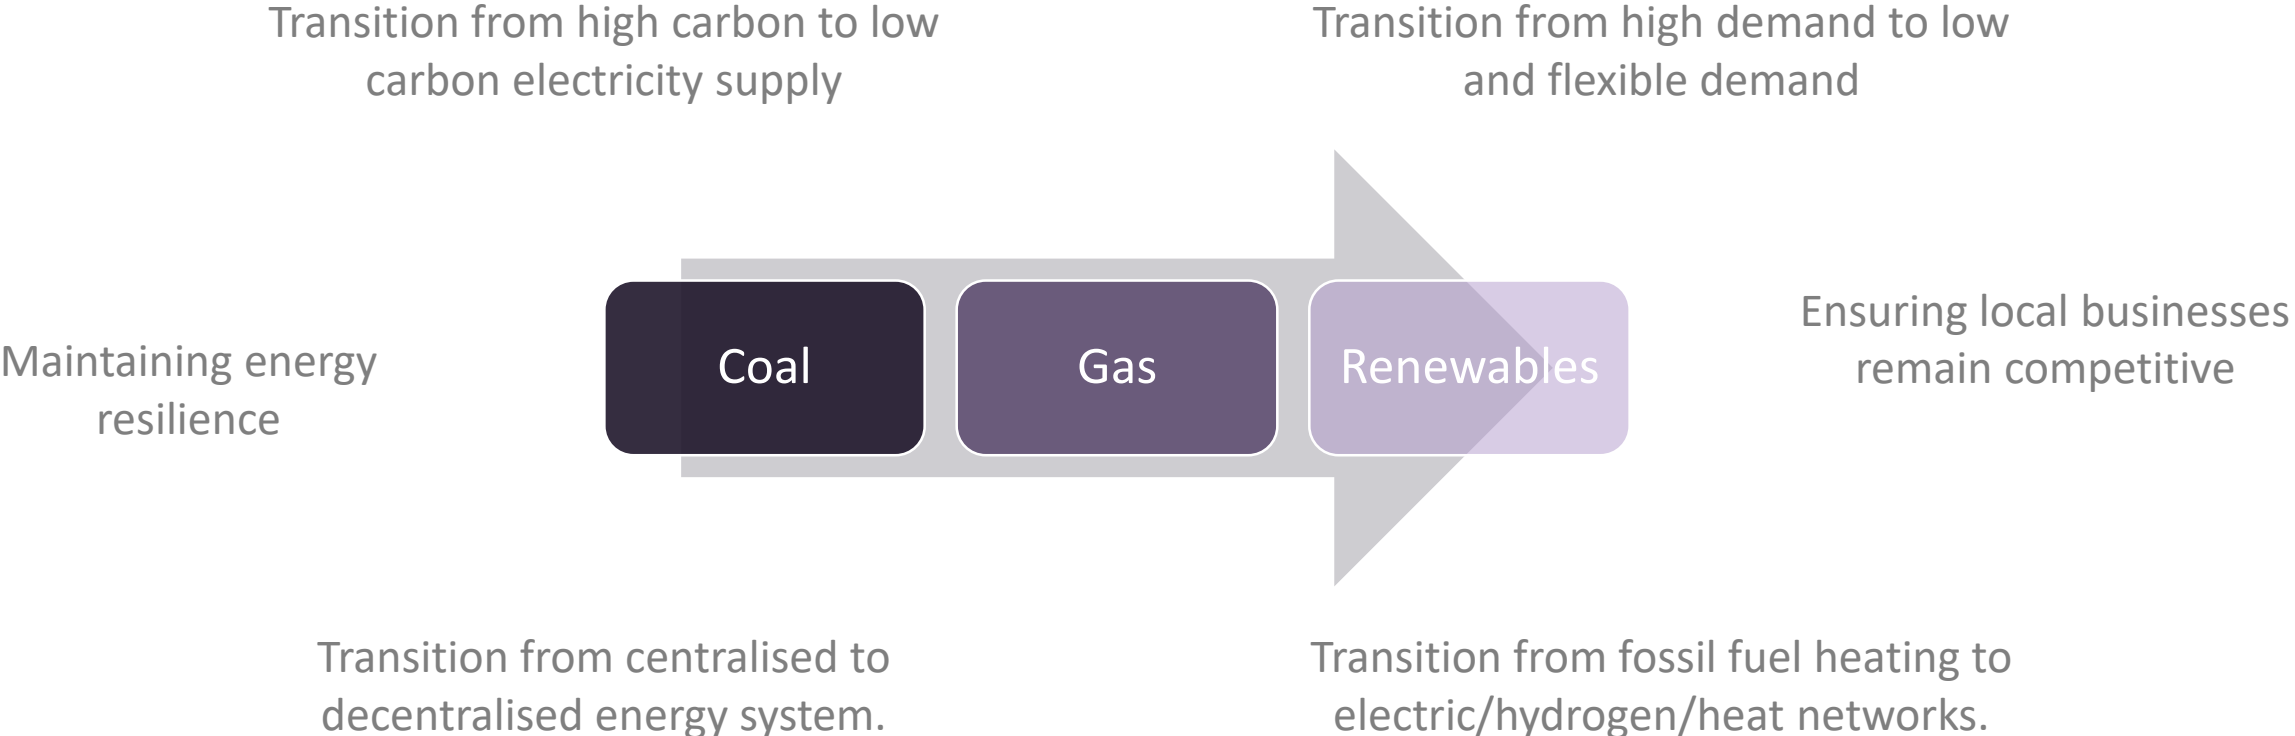 Transition from high carbon to low
carbon electricity supply
Transition from high demand to low
and flexible demand
Maintaining energy
resilience
Coal
Gas
Renewables
Ensuring local businesses
remain competitive
Transition from centralised to
decentralised energy system.
Transition from fossil fuel heating to
electric/hydrogen/heat networks.